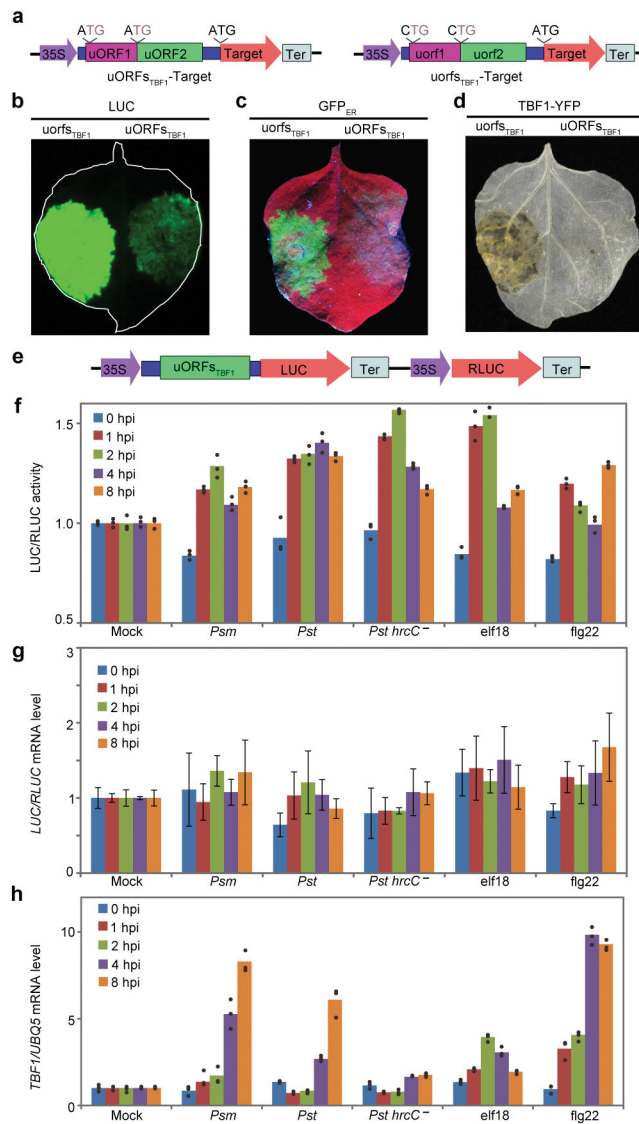 a
ATG ATG ATG
35S uORF1 uORF2 Target Ter
uORFsTBF1-Target
CTG CTG ATG
35S uorf1 uorf2 Target Ter
uorfsTBF1-Target
b c d
LUC
uorfsTBF1 uORFsTBF1
GFPER
uorfsTBF1 uORFsTBF1
TBF1-YFP
uorfsTBF1 uORFsTBF1
e
35S uORFsTBF1 LUC Ter 35S RLUC Ter
f
LUC/RLUC activity
1.5
1.0
0.5
0 hpi
1 hpi
2 hpi
4 hpi
8 hpi
Mock Psm Pst Pst hrcC− elf18 flg22
g
LUC/RLUC mRNA level
3
2
1
0
0 hpi
1 hpi
2 hpi
4 hpi
8 hpi
Mock Psm Pst Pst hrcC− elf18 flg22
h
TBF1/UBQ5 mRNA level
10
5
0
0 hpi
1 hpi
2 hpi
4 hpi
8 hpi
Mock Psm Pst Pst hrcC− elf18 flg22